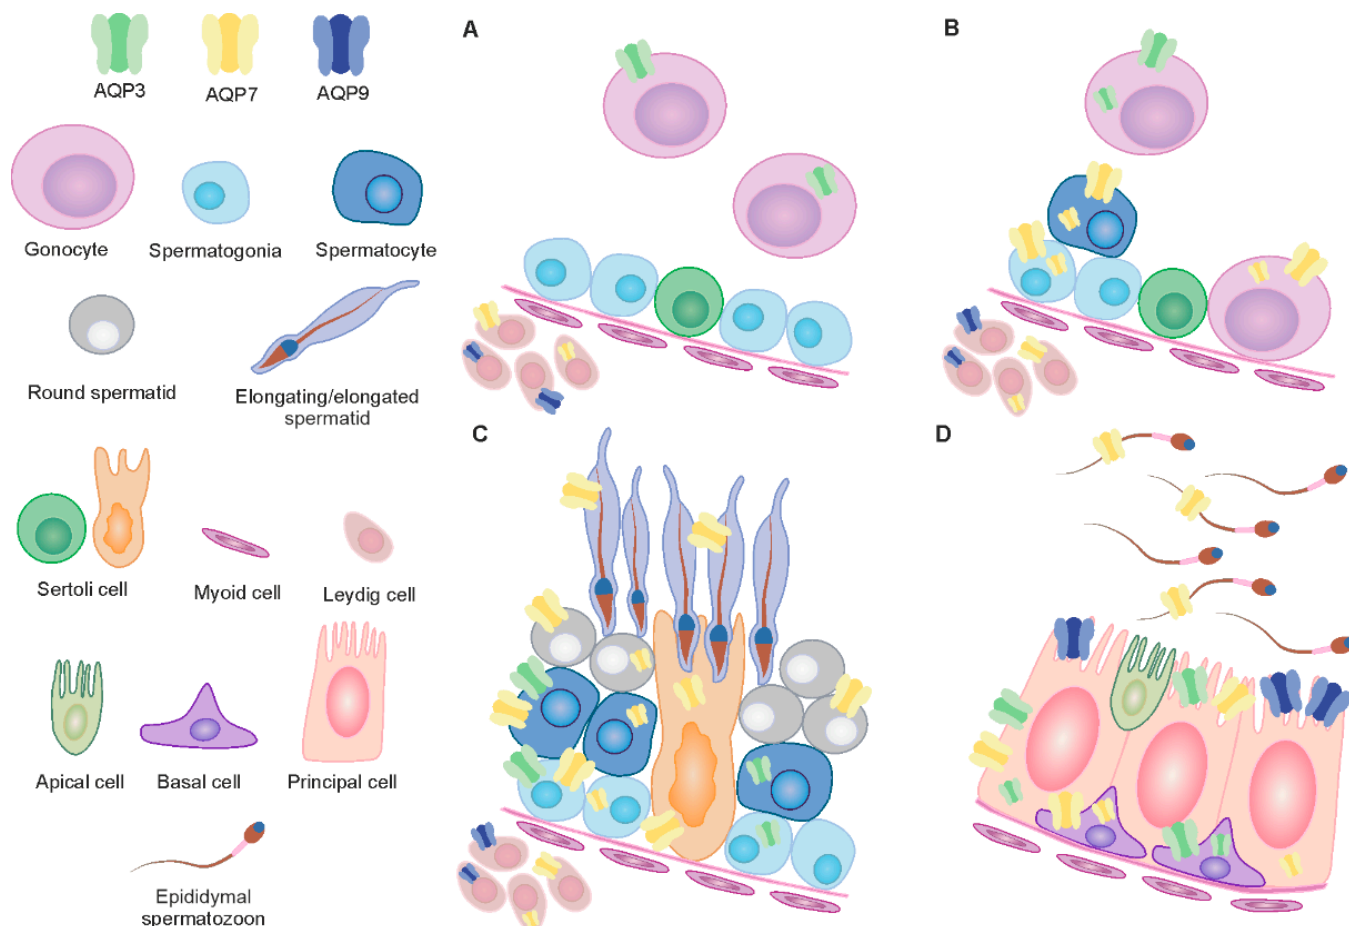 A
B
AQP3
AQP7
AQP9
Gonocyte
Spermatogonia
Spermatocyte
Round spermatid
Elongating/elongated
spermatid
C
D
Sertoli cell
Myoid cell
Leydig cell
Apical cell
Basal cell
Principal cell
Epididymal
spermatozoon